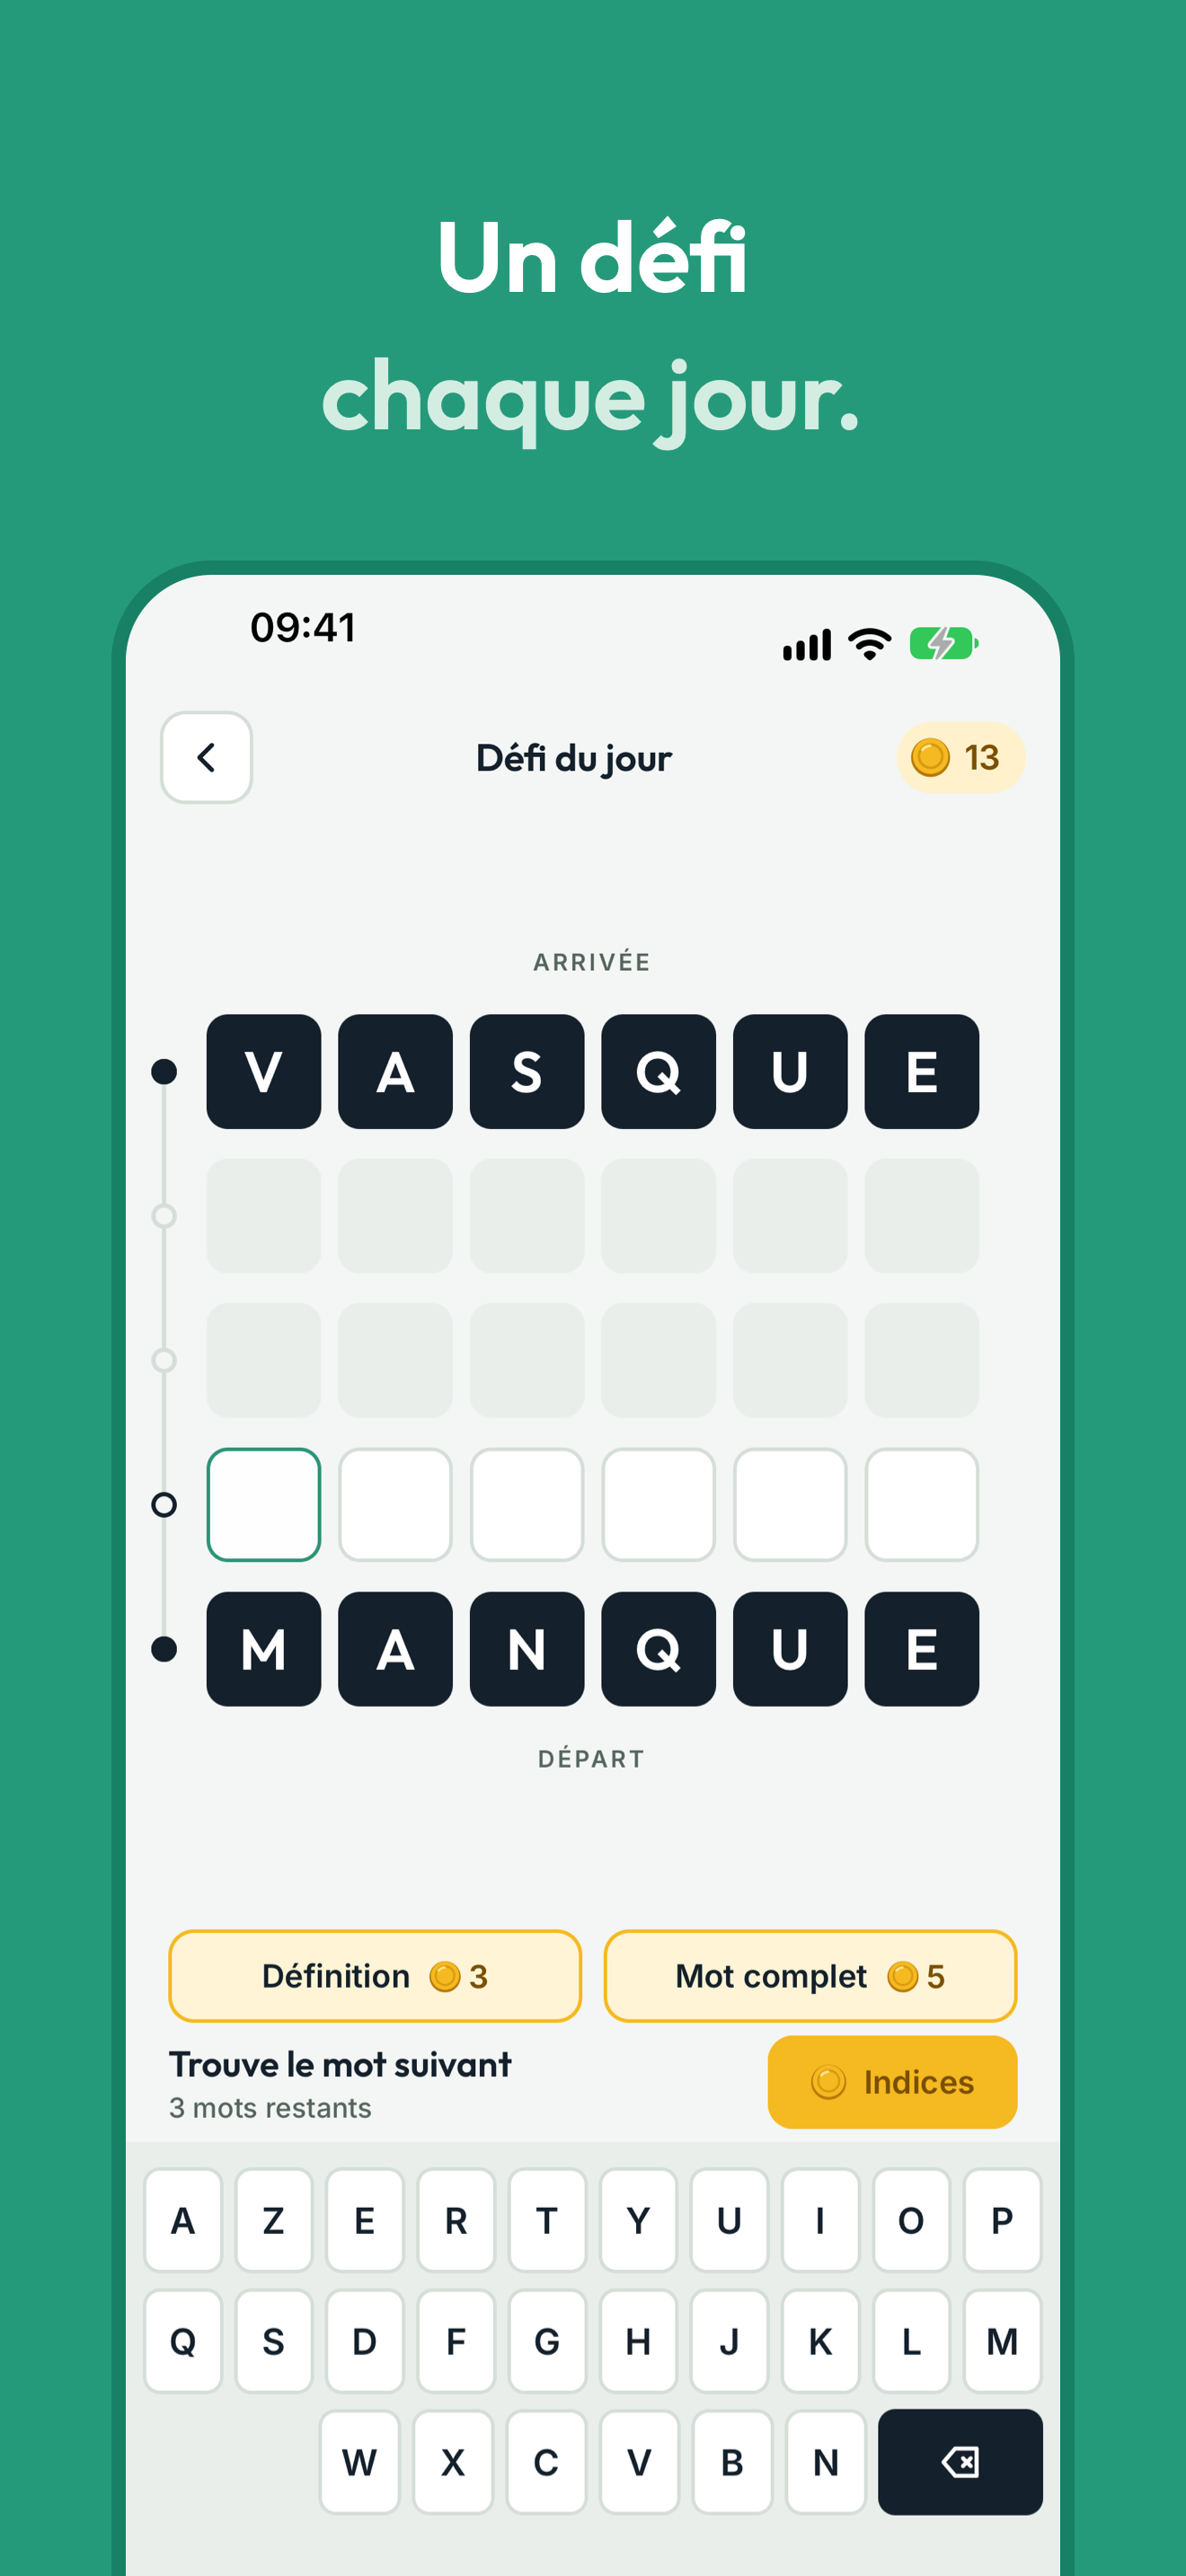 Un défi
chaque jour.
09:41
Défi du jour
13
ARRIVÉE
V A S Q U E
M A N Q U E
DÉPART
Définition 3
Mot complet 5
Trouve le mot suivant
3 mots restants
Indices
A Z E R T Y U I O P
Q S D F G H J K L M
W X C V B N